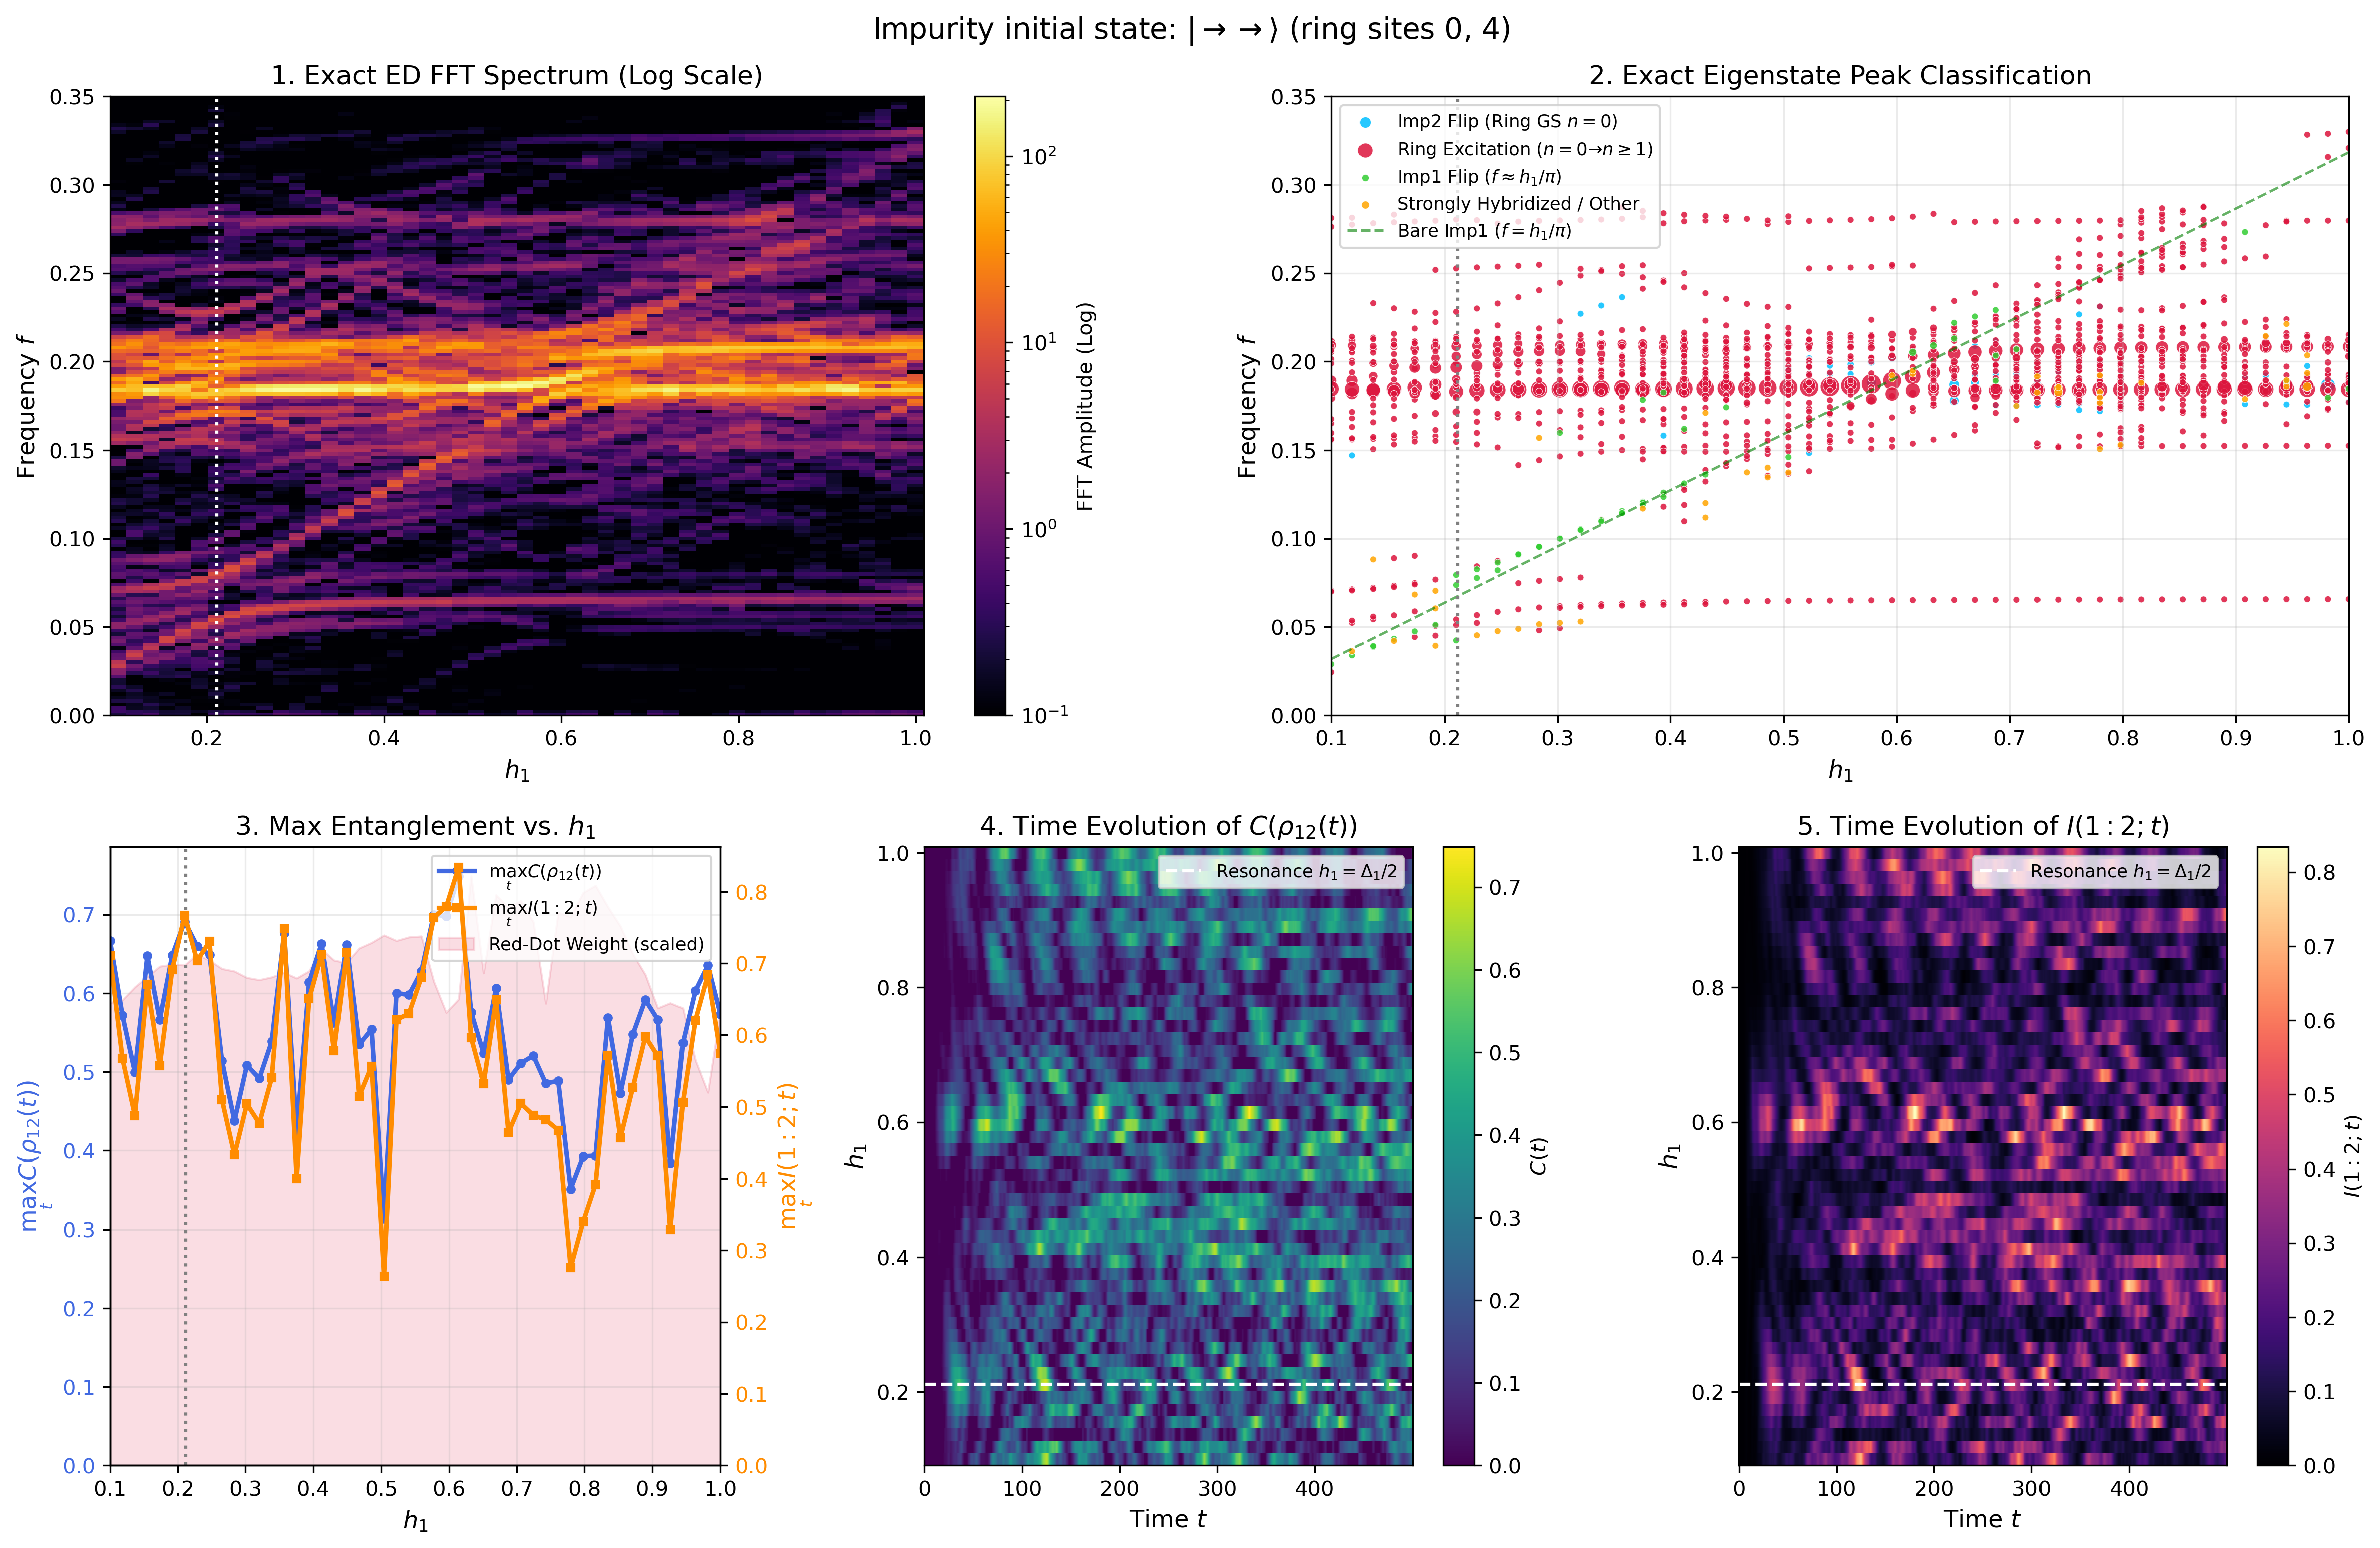 Impurity initial state: |→→⟩ (ring sites 0, 4)
1. Exact ED FFT Spectrum (Log Scale)
0.35
0.30
0.25
0.20
0.15
0.10
0.05
0.00
Frequency f
0.2 0.4 0.6 0.8 1.0
h₁
10²
10¹
10⁰
10⁻¹
FFT Amplitude (Log)
2. Exact Eigenstate Peak Classification
Imp2 Flip (Ring GS n = 0)
Ring Excitation (n = 0→n ≥ 1)
Imp1 Flip (f ≈ h₁/π)
Strongly Hybridized / Other
Bare Imp1 (f = h₁/π)
0.35
0.30
0.25
0.20
0.15
0.10
0.05
0.00
Frequency f
0.1 0.2 0.3 0.4 0.5 0.6 0.7 0.8 0.9 1.0
h₁
3. Max Entanglement vs. h₁
max C(ρ₁₂(t))
t
max I(1 : 2; t)
t
Red-Dot Weight (scaled)
0.7
0.6
0.5
0.4
0.3
0.2
0.1
0.0
max C(ρ₁₂(t))
t
0.8
0.7
0.6
0.5
0.4
0.3
0.2
0.1
0.0
max I(1 : 2; t)
t
0.1 0.2 0.3 0.4 0.5 0.6 0.7 0.8 0.9 1.0
h₁
4. Time Evolution of C(ρ₁₂(t))
Resonance h₁ = Δ₁/2
1.0
0.8
0.6
0.4
0.2
h₁
0 100 200 300 400
Time t
0.7
0.6
0.5
0.4
0.3
0.2
0.1
0.0
C(t)
5. Time Evolution of I(1 : 2; t)
Resonance h₁ = Δ₁/2
1.0
0.8
0.6
0.4
0.2
h₁
0 100 200 300 400
Time t
0.8
0.7
0.6
0.5
0.4
0.3
0.2
0.1
0.0
I(1 : 2; t)